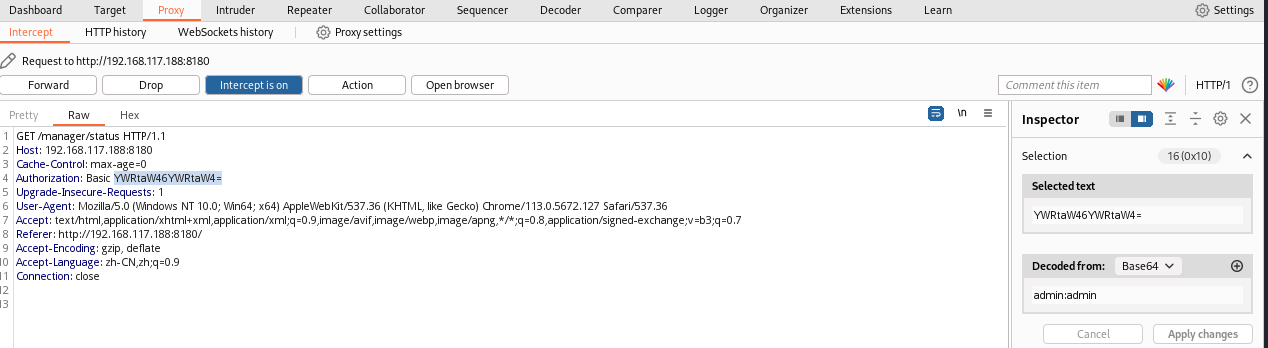 Dashboard Target Proxy Intruder Repeater Collaborator Sequencer Decoder Comparer Logger Organizer Extensions Learn Settings
Intercept HTTP history WebSockets history Proxy settings
Request to http://192.168.117.188:8180
Forward Drop Intercept is on Action Open browser Comment this item HTTP/1
Pretty Raw Hex \n
Inspector
1 GET /manager/status HTTP/1.1
2 Host: 192.168.117.188:8180
3 Cache-Control: max-age=0
4 Authorization: Basic YWRtaW46YWRtaW4=
5 Upgrade-Insecure-Requests: 1
6 User-Agent: Mozilla/5.0 (Windows NT 10.0; Win64; x64) AppleWebKit/537.36 (KHTML, like Gecko) Chrome/113.0.5672.127 Safari/537.36
7 Accept: text/html,application/xhtml+xml,application/xml;q=0.9,image/avif,image/webp,image/apng,*/*;q=0.8,application/signed-exchange;v=b3;q=0.7
8 Referer: http://192.168.117.188:8180/
9 Accept-Encoding: gzip, deflate
10 Accept-Language: zh-CN,zh;q=0.9
11 Connection: close
12
13
Selection 16 (0x10)
Selected text
YWRtaW46YWRtaW4=
Decoded from: Base64
admin:admin
Cancel Apply changes